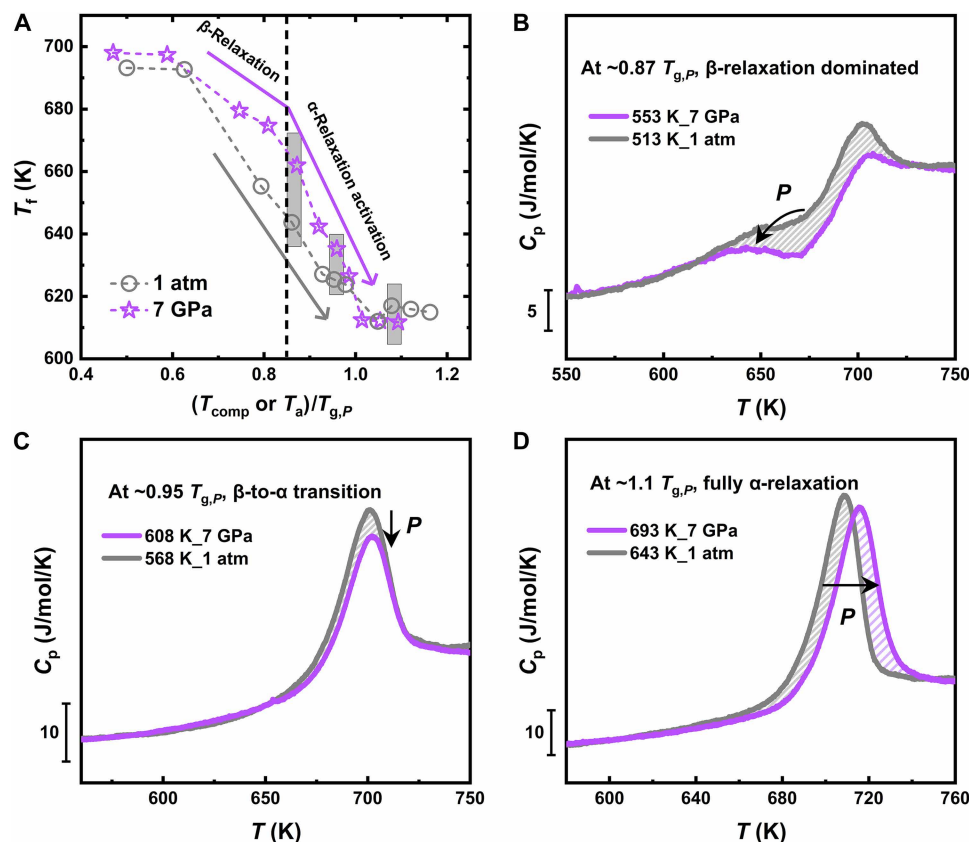 A
T_f (K)
700
680
660
640
620
600
β-Relaxation
α-Relaxation activation
1 atm
7 GPa
0.4 0.6 0.8 1.0 1.2
(T_comp or T_a)/T_g,P
B
C_p (J/mol/K)
At ~0.87 T_g,P, β-relaxation dominated
553 K_7 GPa
513 K_1 atm
P
5
550 600 650 700 750
T (K)
C
C_p (J/mol/K)
At ~0.95 T_g,P, β-to-α transition
608 K_7 GPa
568 K_1 atm
P
10
600 650 700 750
T (K)
D
C_p (J/mol/K)
At ~1.1 T_g,P, fully α-relaxation
693 K_7 GPa
643 K_1 atm
P
10
600 640 680 720 760
T (K)